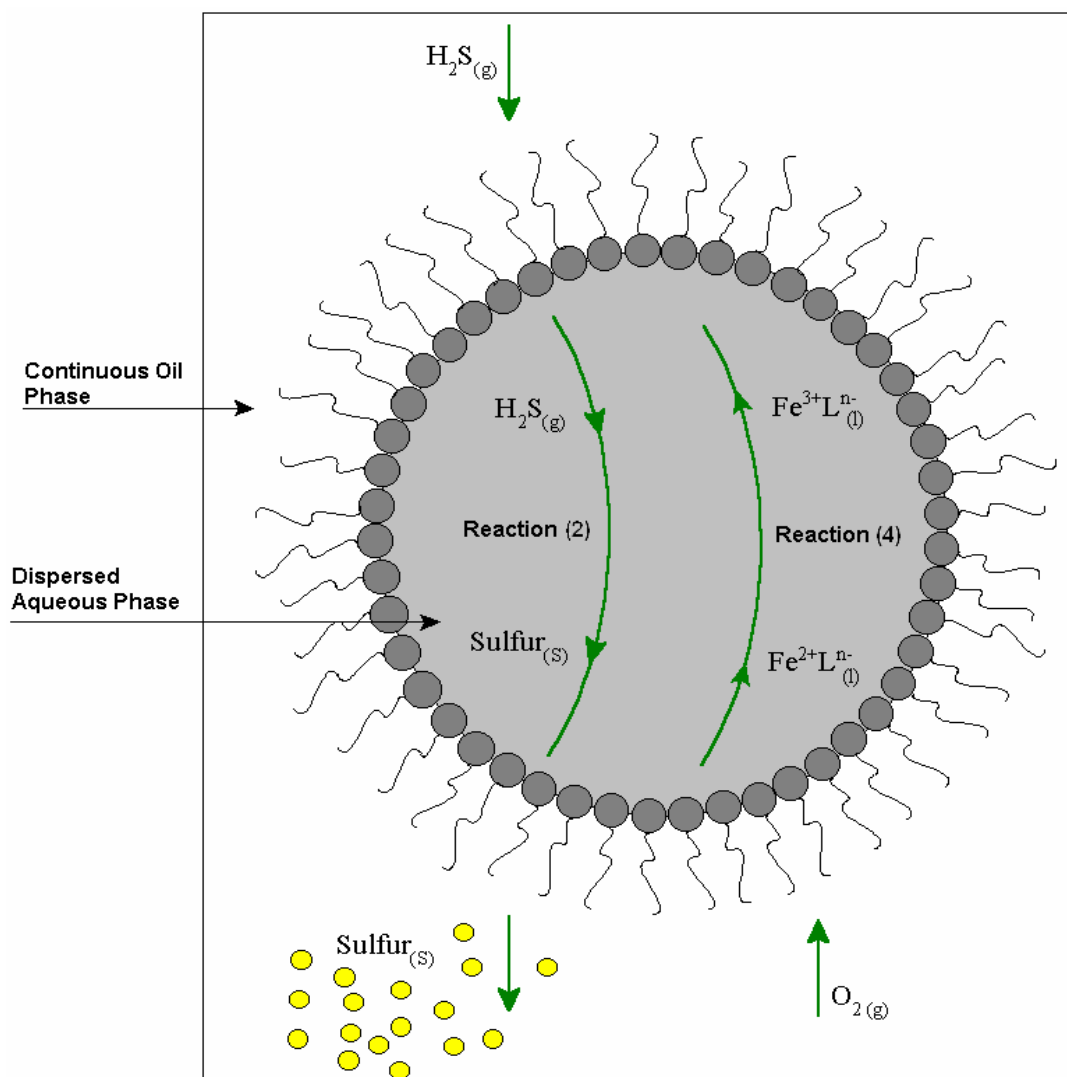 H₂S(g)
Continuous Oil
Phase
H₂S(g)
Fe³⁺Lⁿ⁻(l)
Reaction (2)
Reaction (4)
Dispersed
Aqueous Phase
Sulfur(S)
Fe²⁺Lⁿ⁻(l)
Sulfur(S)
O₂ (g)